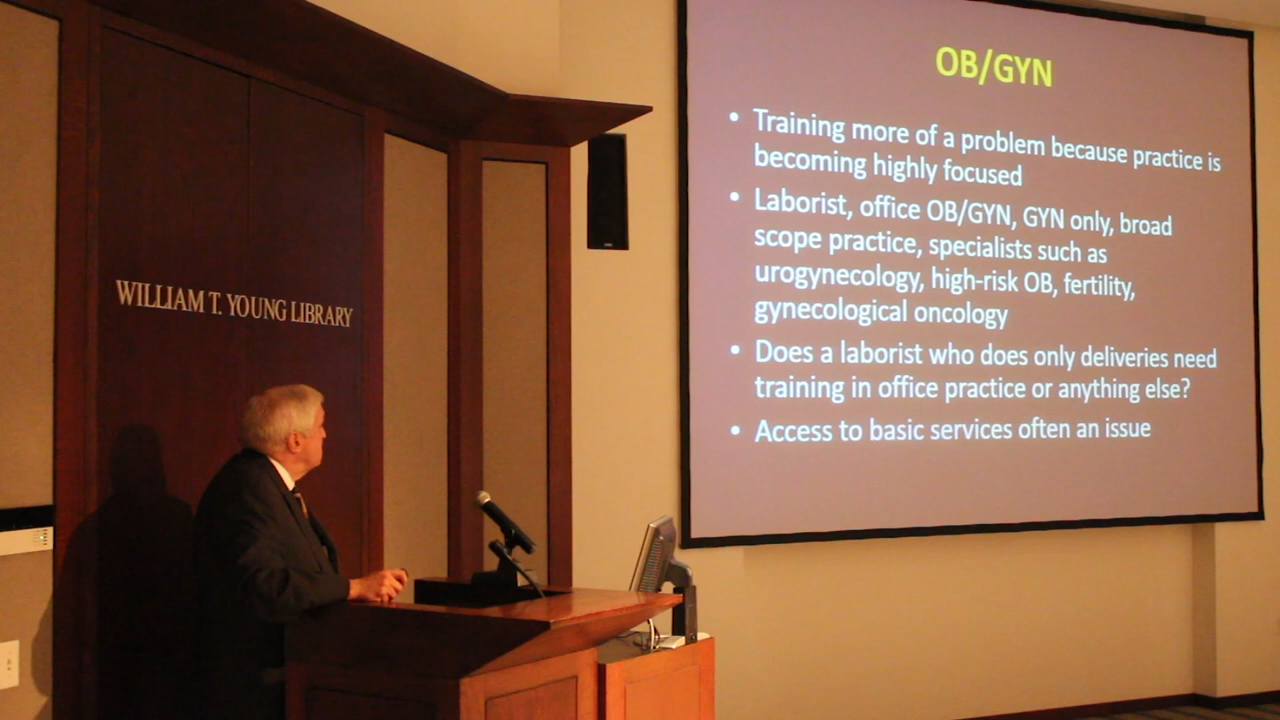 WILLIAM T. YOUNG LIBRARY
OB/GYN
• Training more of a problem because practice is
becoming highly focused
• Laborist, office OB/GYN, GYN only, broad
scope practice, specialists such as
urogynecology, high-risk OB, fertility,
gynecological oncology
• Does a laborist who does only deliveries need
training in office practice or anything else?
• Access to basic services often an issue